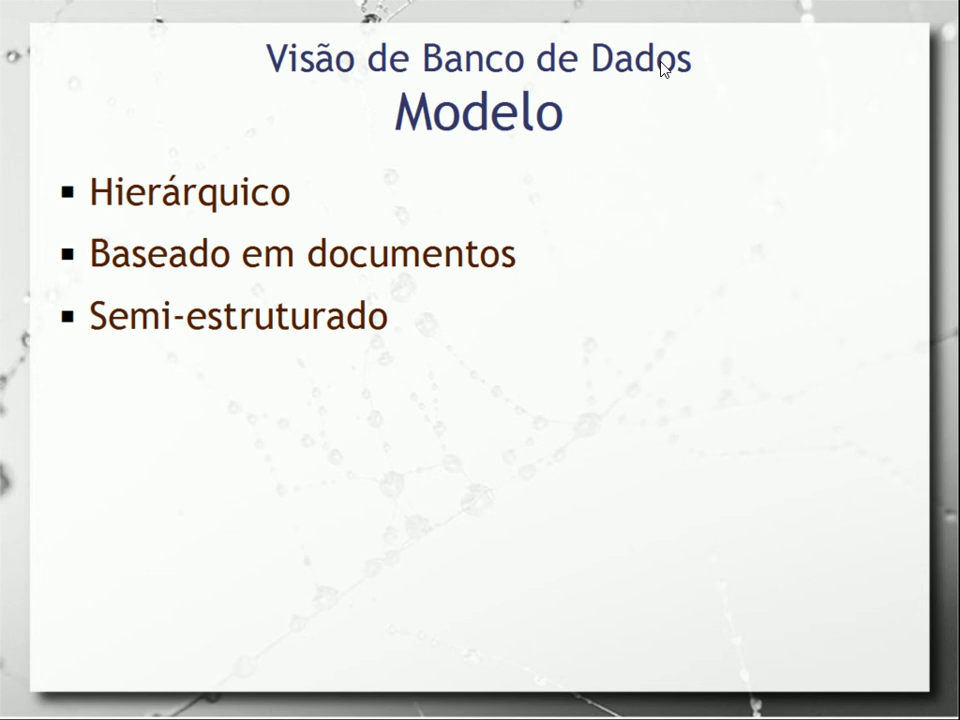 Visão de Banco de Dados
Modelo
Hierárquico
Baseado em documentos
Semi-estruturado